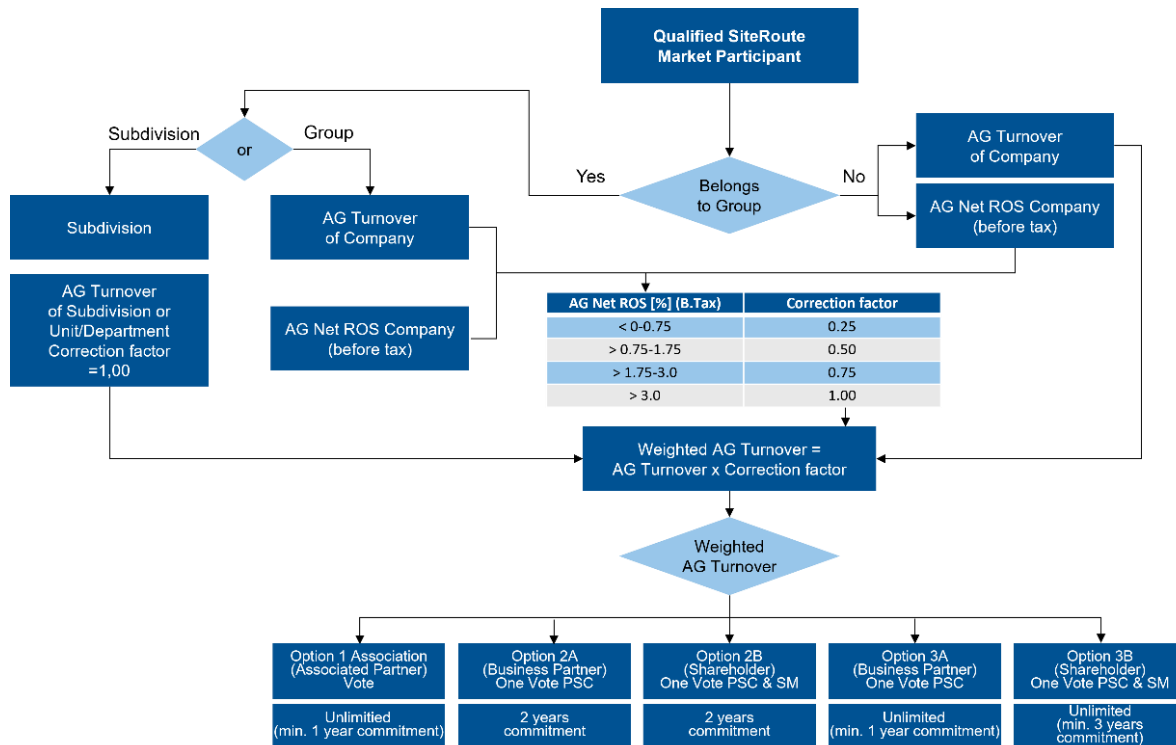 Qualified SiteRoute
Market Participant
Subdivision
or
Group
Yes
Belongs
to Group
No
AG Turnover
of Company
AG Net ROS Company
(before tax)
Subdivision
AG Turnover
of Company
AG Turnover
of Subdivision or
Unit/Department
Correction factor
=1,00
AG Net ROS Company
(before tax)
AG Net ROS [%] (B.Tax) Correction factor
< 0-0.75 0.25
> 0.75-1.75 0.50
> 1.75-3.0 0.75
> 3.0 1.00
Weighted AG Turnover =
AG Turnover x Correction factor
Weighted
AG Turnover
Option 1 Association
(Associated Partner)
Vote
Unlimitied
(min. 1 year commitment)
Option 2A
(Business Partner)
One Vote PSC
2 years
commitment
Option 2B
(Shareholder)
One Vote PSC & SM
2 years
commitment
Option 3A
(Business Partner)
One Vote PSC
Unlimited
(min. 1 year commitment)
Option 3B
(Shareholder)
One Vote PSC & SM
Unlimited
(min. 3 years
commitment)